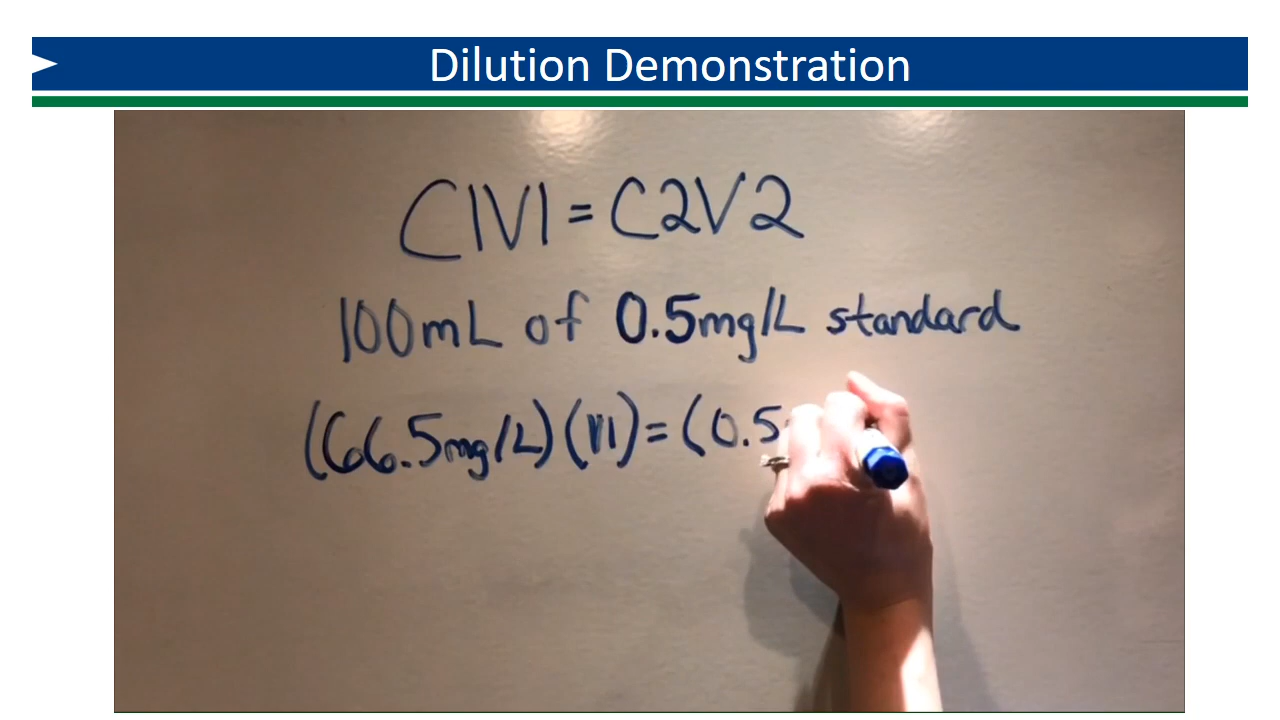 Dilution Demonstration
C1V1 = C2V2
100mL of 0.5mg/L standard
(66.5mg/L)(V1) = (0.5